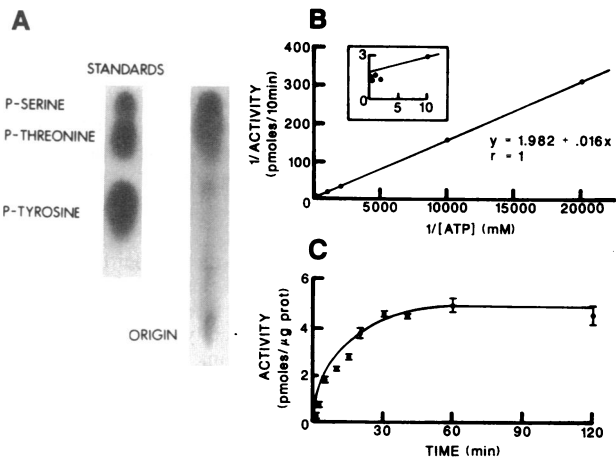 A
STANDARDS
P-SERINE
P-THREONINE
P-TYROSINE
ORIGIN
B
1/ACTIVITY
(pmoles/10min)
400
300
200
100
0
3
0
5
10
y = 1.982 + .016x
r = 1
5000
10000
15000
20000
1/[ATP] (mM)
C
ACTIVITY
(pmoles/μg prot)
6
4
2
0
30
60
90
120
TIME (min)